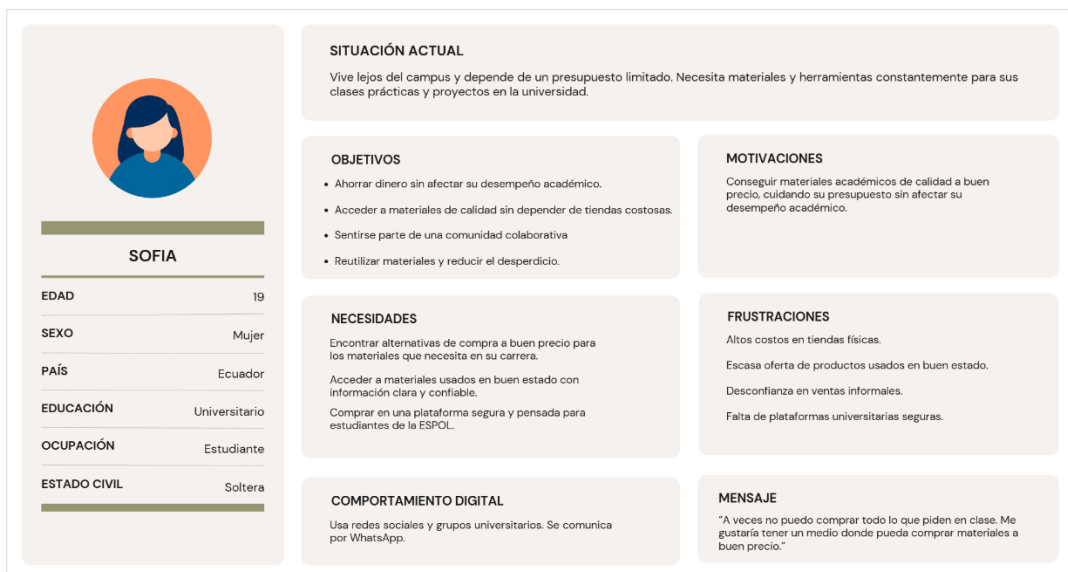 SOFIA
EDAD 19
SEXO Mujer
PAÍS Ecuador
EDUCACIÓN Universitario
OCUPACIÓN Estudiante
ESTADO CIVIL Soltera
SITUACIÓN ACTUAL
Vive lejos del campus y depende de un presupuesto limitado. Necesita materiales y herramientas constantemente para sus
clases prácticas y proyectos en la universidad.
OBJETIVOS
• Ahorrar dinero sin afectar su desempeño académico.
• Acceder a materiales de calidad sin depender de tiendas costosas.
• Sentirse parte de una comunidad colaborativa
• Reutilizar materiales y reducir el desperdicio.
MOTIVACIONES
Conseguir materiales académicos de calidad a buen
precio, cuidando su presupuesto sin afectar su
desempeño académico.
NECESIDADES
Encontrar alternativas de compra a buen precio para
los materiales que necesita en su carrera.
Acceder a materiales usados en buen estado con
información clara y confiable.
Comprar en una plataforma segura y pensada para
estudiantes de la ESPOL.
FRUSTRACIONES
Altos costos en tiendas físicas.
Escasa oferta de productos usados en buen estado.
Desconfianza en ventas informales.
Falta de plataformas universitarias seguras.
COMPORTAMIENTO DIGITAL
Usa redes sociales y grupos universitarios. Se comunica
por WhatsApp.
MENSAJE
"A veces no puedo comprar todo lo que piden en clase. Me
gustaría tener un medio donde pueda comprar materiales a
buen precio."